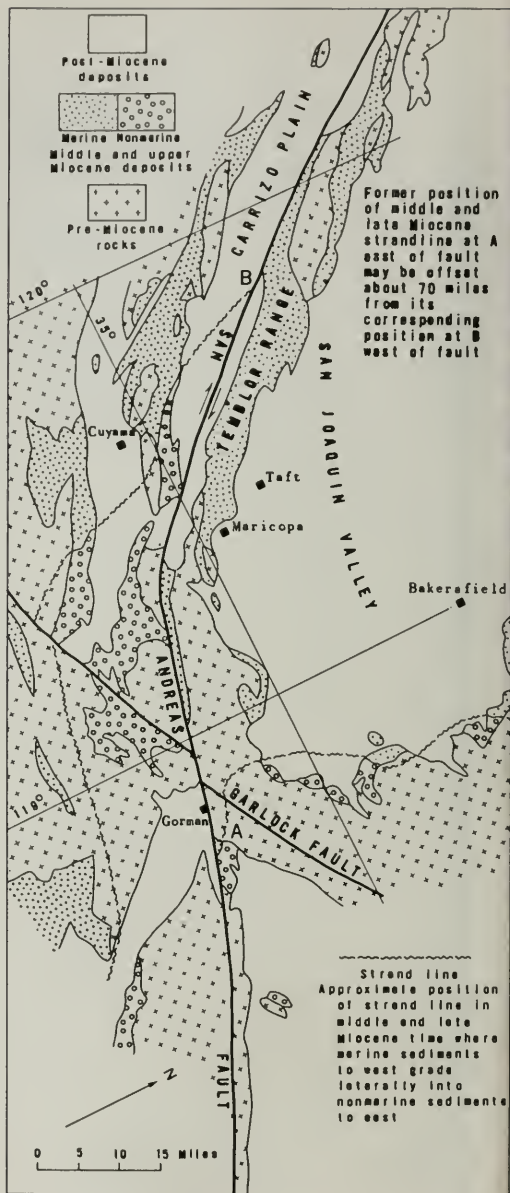 Post-Miocene
deposits
Marine Nonmarine
Middle and upper
Miocene deposits
Pre-Miocene
rocks
CARRIZO PLAIN
Former position
of middle and
late Miocene
strandline at A
east of fault
may be offset
about 70 miles
from its
corresponding
position at B
west of fault
120°
35°
B
SAN
TEMBLOR RANGE
SAN JOAQUIN VALLEY
Cuyama
Taft
Maricopa
Bakersfield
ANDREAS
119°
Gorman
A
GARLOCK FAULT
Strand line
Approximate position
of strand line in
middle and late
Miocene time where
marine sediments
to west grade
laterally into
nonmarine sediments
to east
N
FAULT
0 5 10 15 Miles